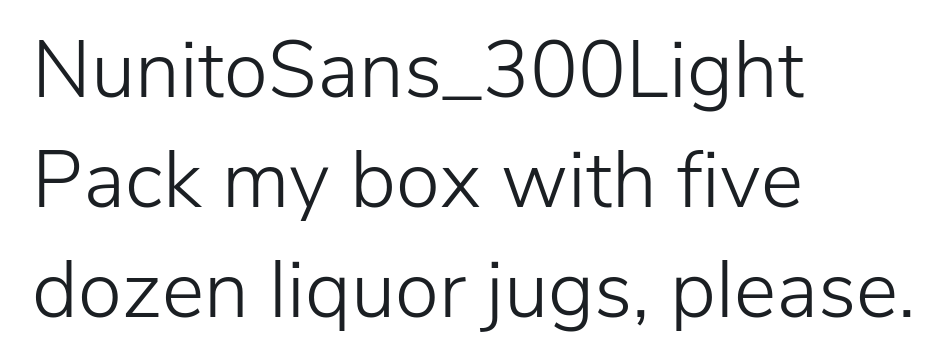 NunitoSans_300Light
Pack my box with five
dozen liquor jugs, please.